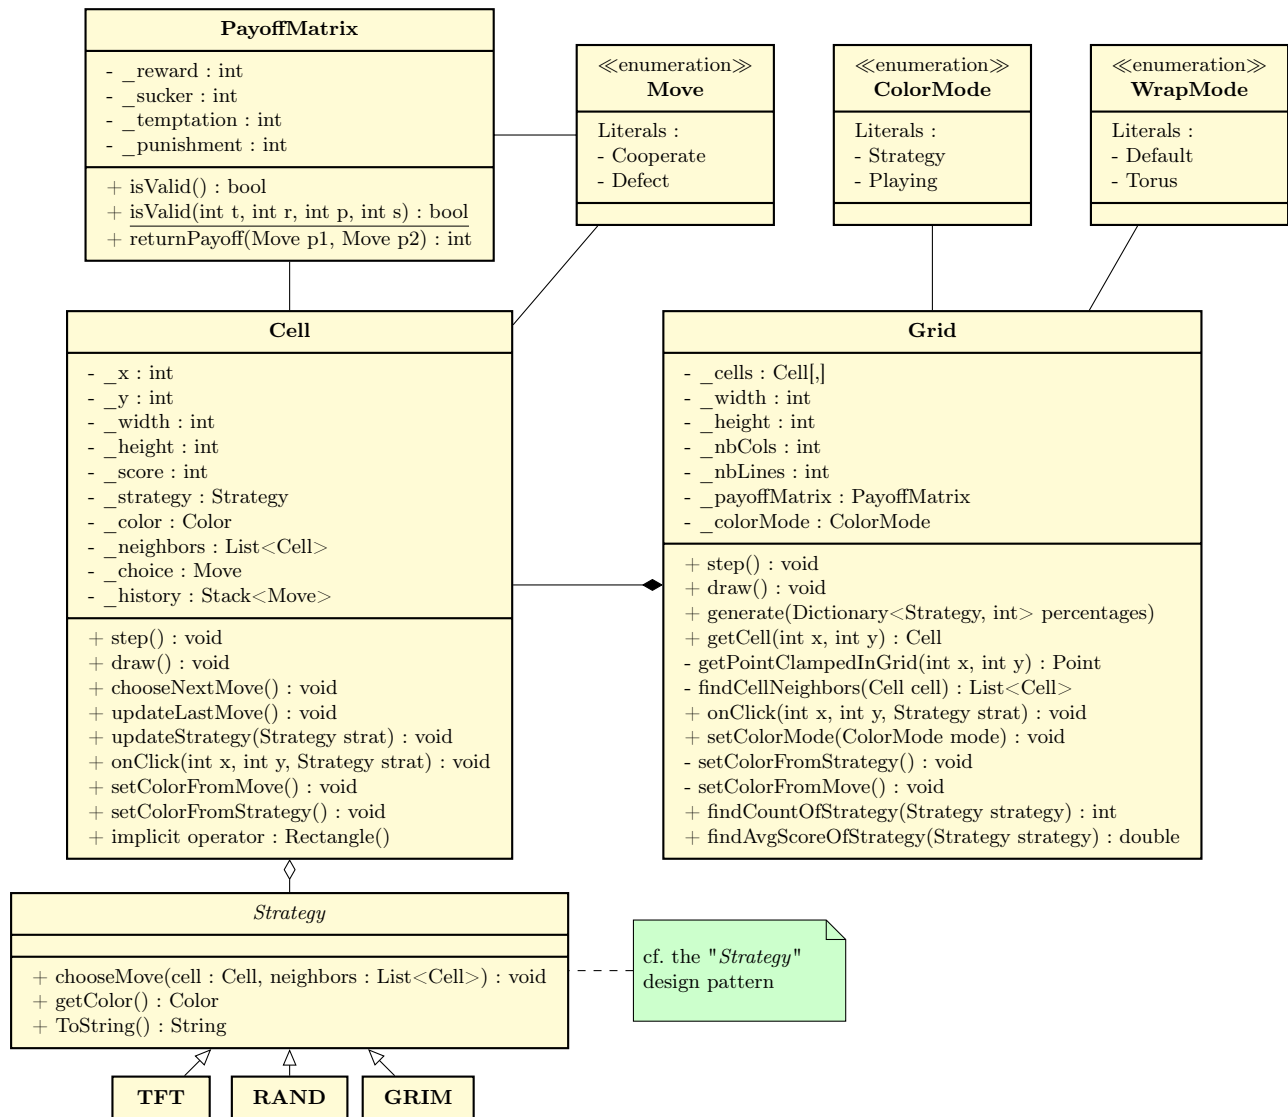 PayoffMatrix
- _reward : int
- _sucker : int
- _temptation : int
- _punishment : int
+ isValid() : bool
+ isValid(int t, int r, int p, int s) : bool
+ returnPayoff(Move p1, Move p2) : int
≪enumeration≫
Move
Literals :
- Cooperate
- Defect
≪enumeration≫
ColorMode
Literals :
- Strategy
- Playing
≪enumeration≫
WrapMode
Literals :
- Default
- Torus
Cell
- _x : int
- _y : int
- _width : int
- _height : int
- _score : int
- _strategy : Strategy
- _color : Color
- _neighbors : List<Cell>
- _choice : Move
- _history : Stack<Move>
+ step() : void
+ draw() : void
+ chooseNextMove() : void
+ updateLastMove() : void
+ updateStrategy(Strategy strat) : void
+ onClick(int x, int y, Strategy strat) : void
+ setColorFromMove() : void
+ setColorFromStrategy() : void
+ implicit operator : Rectangle()
Grid
- _cells : Cell[,]
- _width : int
- _height : int
- _nbCols : int
- _nbLines : int
- _payoffMatrix : PayoffMatrix
- _colorMode : ColorMode
+ step() : void
+ draw() : void
+ generate(Dictionary<Strategy, int> percentages)
+ getCell(int x, int y) : Cell
- getPointClampedInGrid(int x, int y) : Point
- findCellNeighbors(Cell cell) : List<Cell>
+ onClick(int x, int y, Strategy strat) : void
+ setColorMode(ColorMode mode) : void
- setColorFromStrategy() : void
- setColorFromMove() : void
+ findCountOfStrategy(Strategy strategy) : int
+ findAvgScoreOfStrategy(Strategy strategy) : double
Strategy
+ chooseMove(cell : Cell, neighbors : List<Cell>) : void
+ getColor() : Color
+ ToString() : String
cf. the "Strategy"
design pattern
TFT
RAND
GRIM